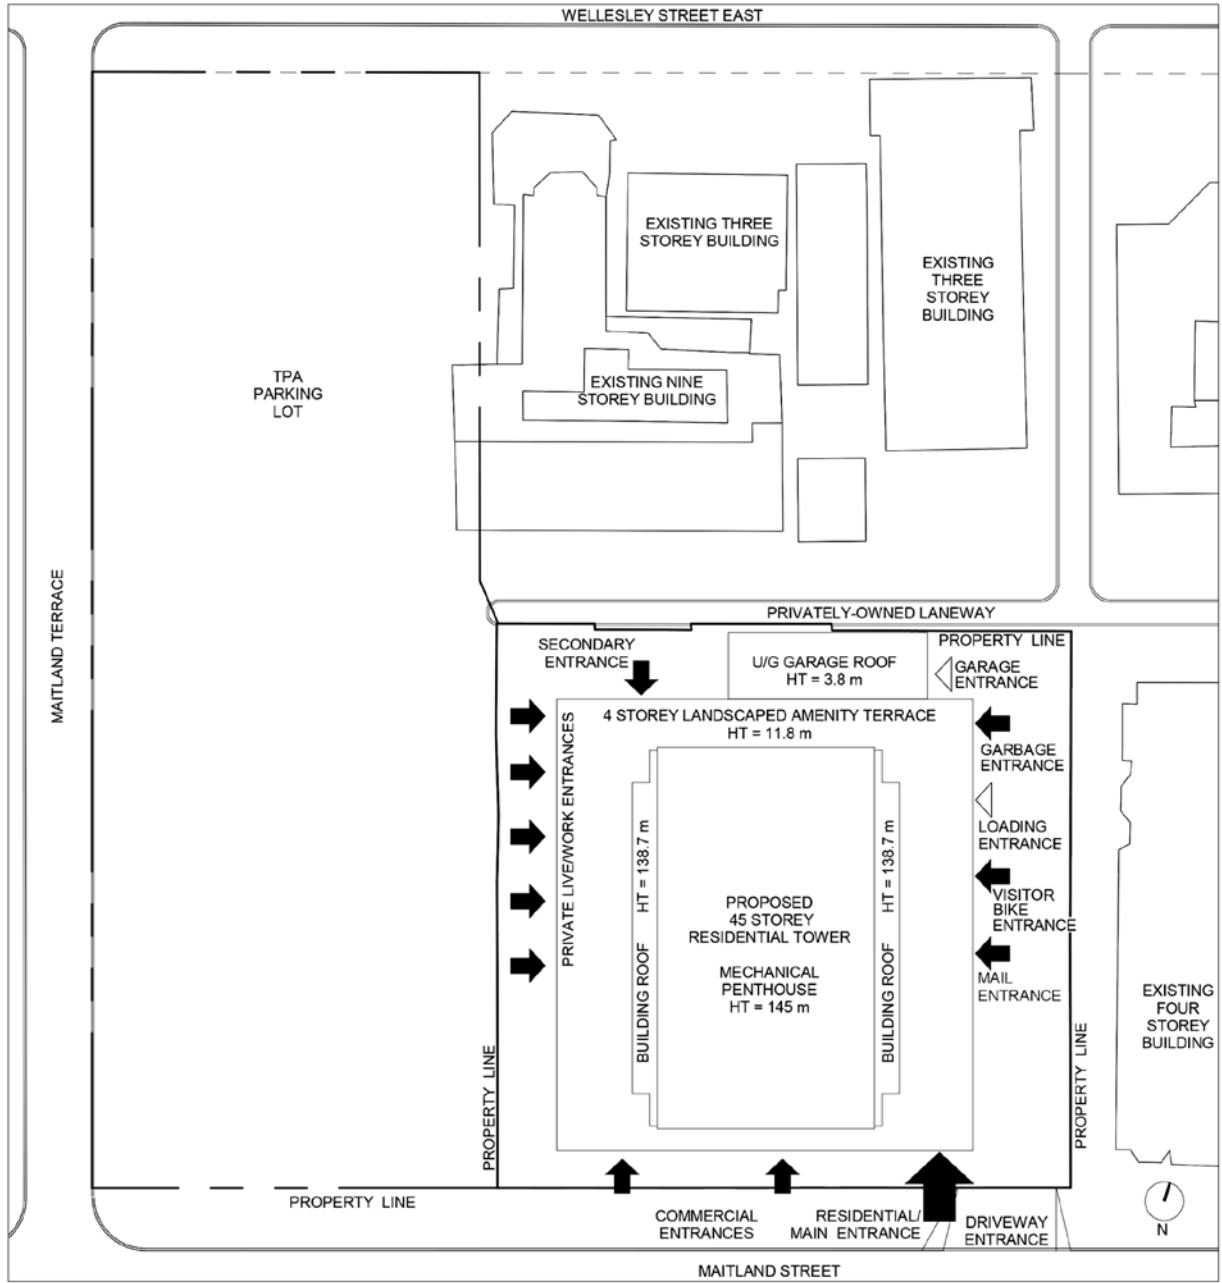 WELLESLEY STREET EAST
EXISTING THREE
STOREY BUILDING
EXISTING
THREE
STOREY
BUILDING
TPA
PARKING
LOT
EXISTING NINE
STOREY BUILDING
MAITLAND TERRACE
PRIVATELY-OWNED LANEWAY
SECONDARY
ENTRANCE
U/G GARAGE ROOF
HT = 3.8 m
PROPERTY LINE
GARAGE
ENTRANCE
4 STOREY LANDSCAPED AMENITY TERRACE
HT = 11.8 m
GARBAGE
ENTRANCE
PRIVATE LIVE/WORK ENTRANCES
LOADING
ENTRANCE
BUILDING ROOF HT = 138.7 m
PROPOSED
45 STOREY
RESIDENTIAL TOWER
MECHANICAL
PENTHOUSE
HT = 145 m
BUILDING ROOF HT = 138.7 m
VISITOR
BIKE
ENTRANCE
MAIL
ENTRANCE
EXISTING
FOUR
STOREY
BUILDING
PROPERTY LINE
PROPERTY LINE
PROPERTY LINE
COMMERCIAL
ENTRANCES
RESIDENTIAL/
MAIN ENTRANCE
DRIVEWAY
ENTRANCE
N
MAITLAND STREET